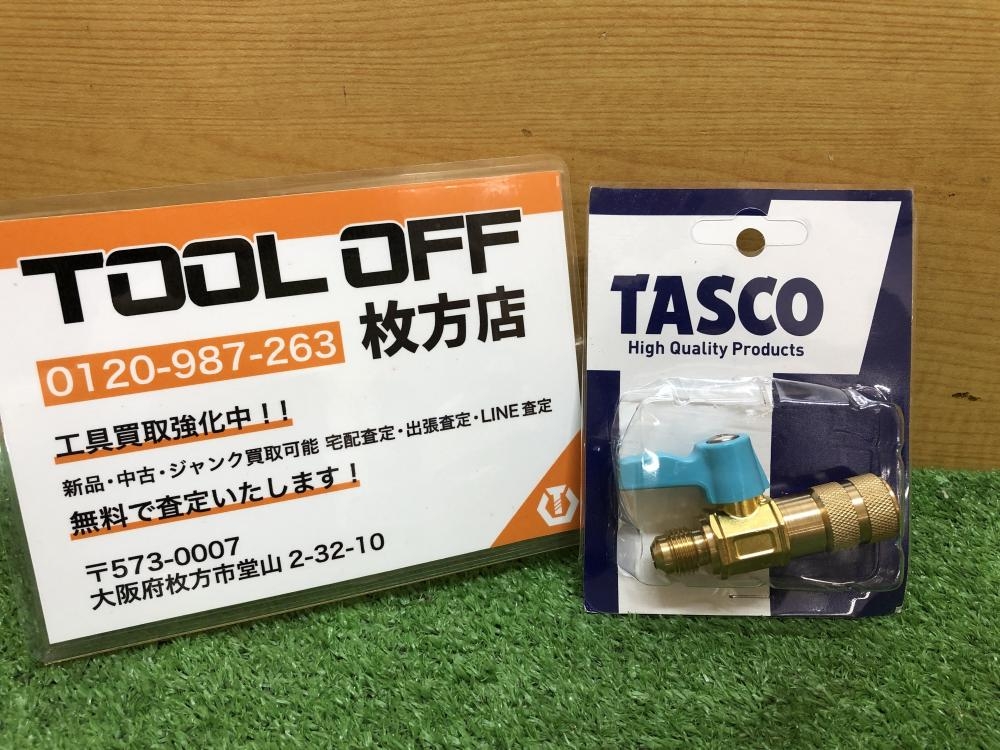 TOOL OFF
枚方店
0120-987-263
工具買取強化中！！
新品・中古・ジャンク買取可能 宅配査定・出張査定・LINE査定
無料で査定いたします！
〒573-0007
大阪府枚方市堂山 2-32-10
TASCO
High Quality Products